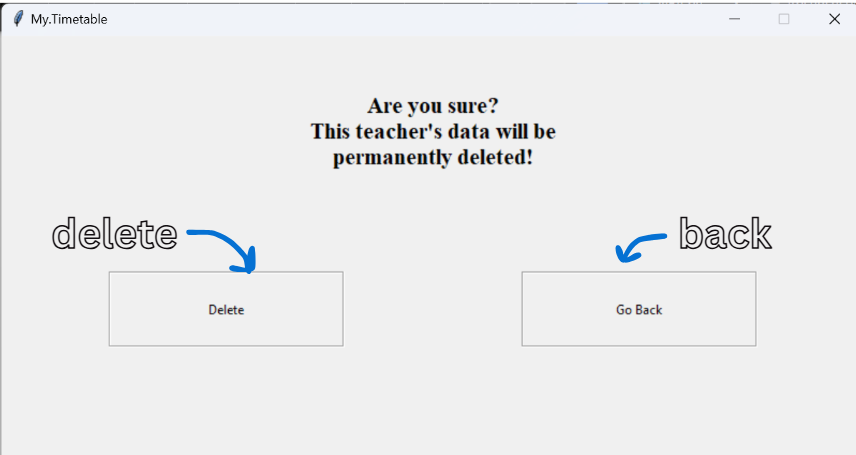 My.Timetable
Are you sure?
This teacher's data will be
permanently deleted!
delete
back
Delete
Go Back